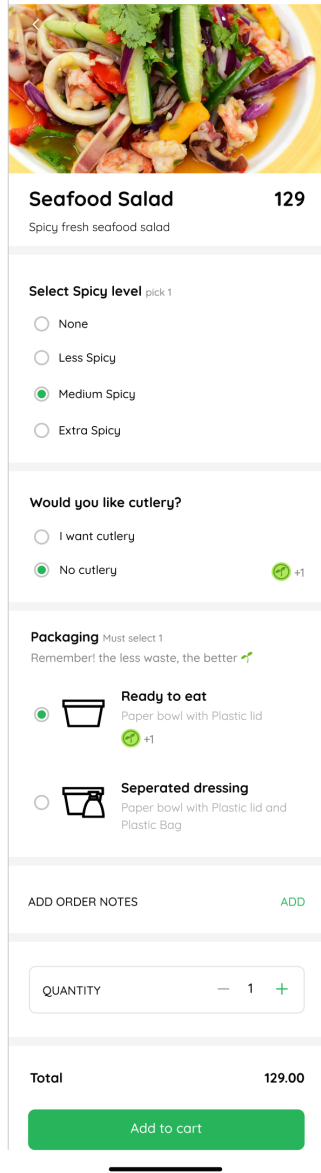 Seafood Salad 129
Spicy fresh seafood salad
Select Spicy level pick 1
None
Less Spicy
Medium Spicy
Extra Spicy
Would you like cutlery?
I want cutlery
No cutlery +1
Packaging Must select 1
Remember! the less waste, the better
Ready to eat
Paper bowl with Plastic lid
+1
Seperated dressing
Paper bowl with Plastic lid and
Plastic Bag
ADD ORDER NOTES ADD
QUANTITY — 1 +
Total 129.00
Add to cart